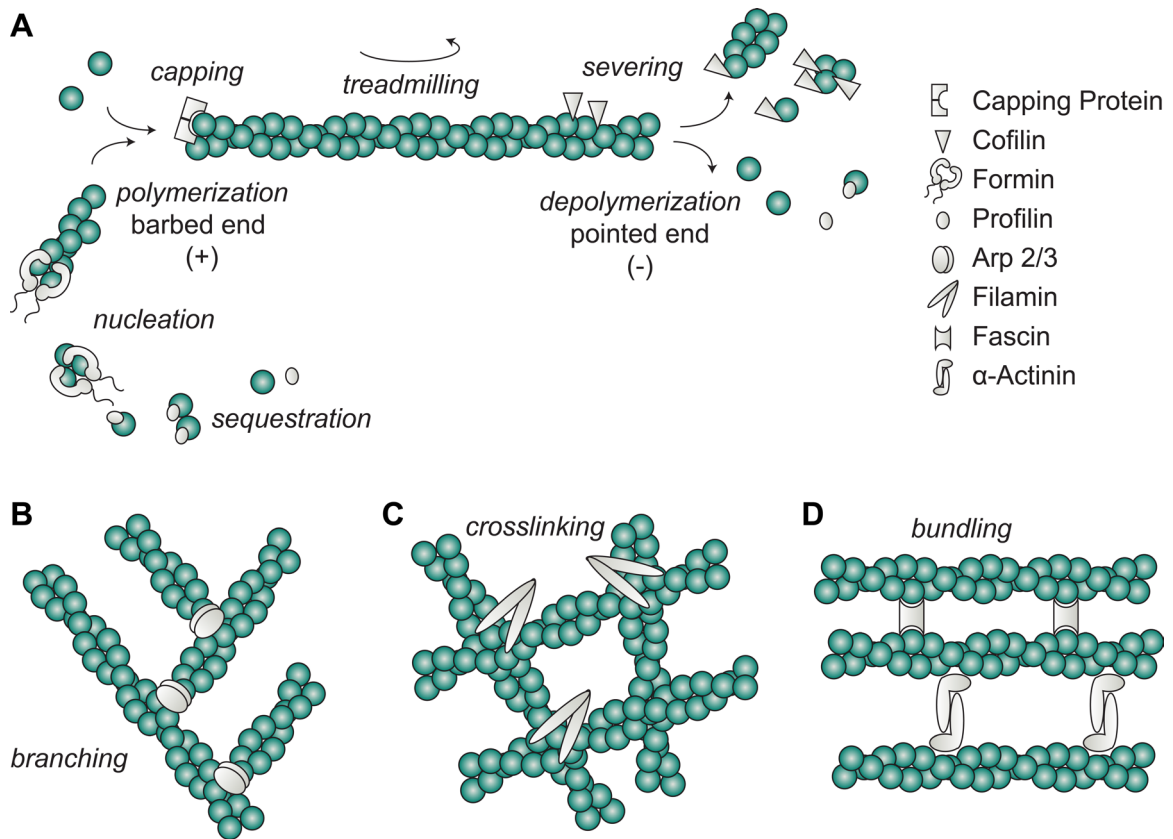 A
capping
treadmilling
severing
polymerization
barbed end
(+)
depolymerization
pointed end
(-)
nucleation
sequestration
Capping Protein
Cofilin
Formin
Profilin
Arp 2/3
Filamin
Fascin
α-Actinin
B
branching
C
crosslinking
D
bundling